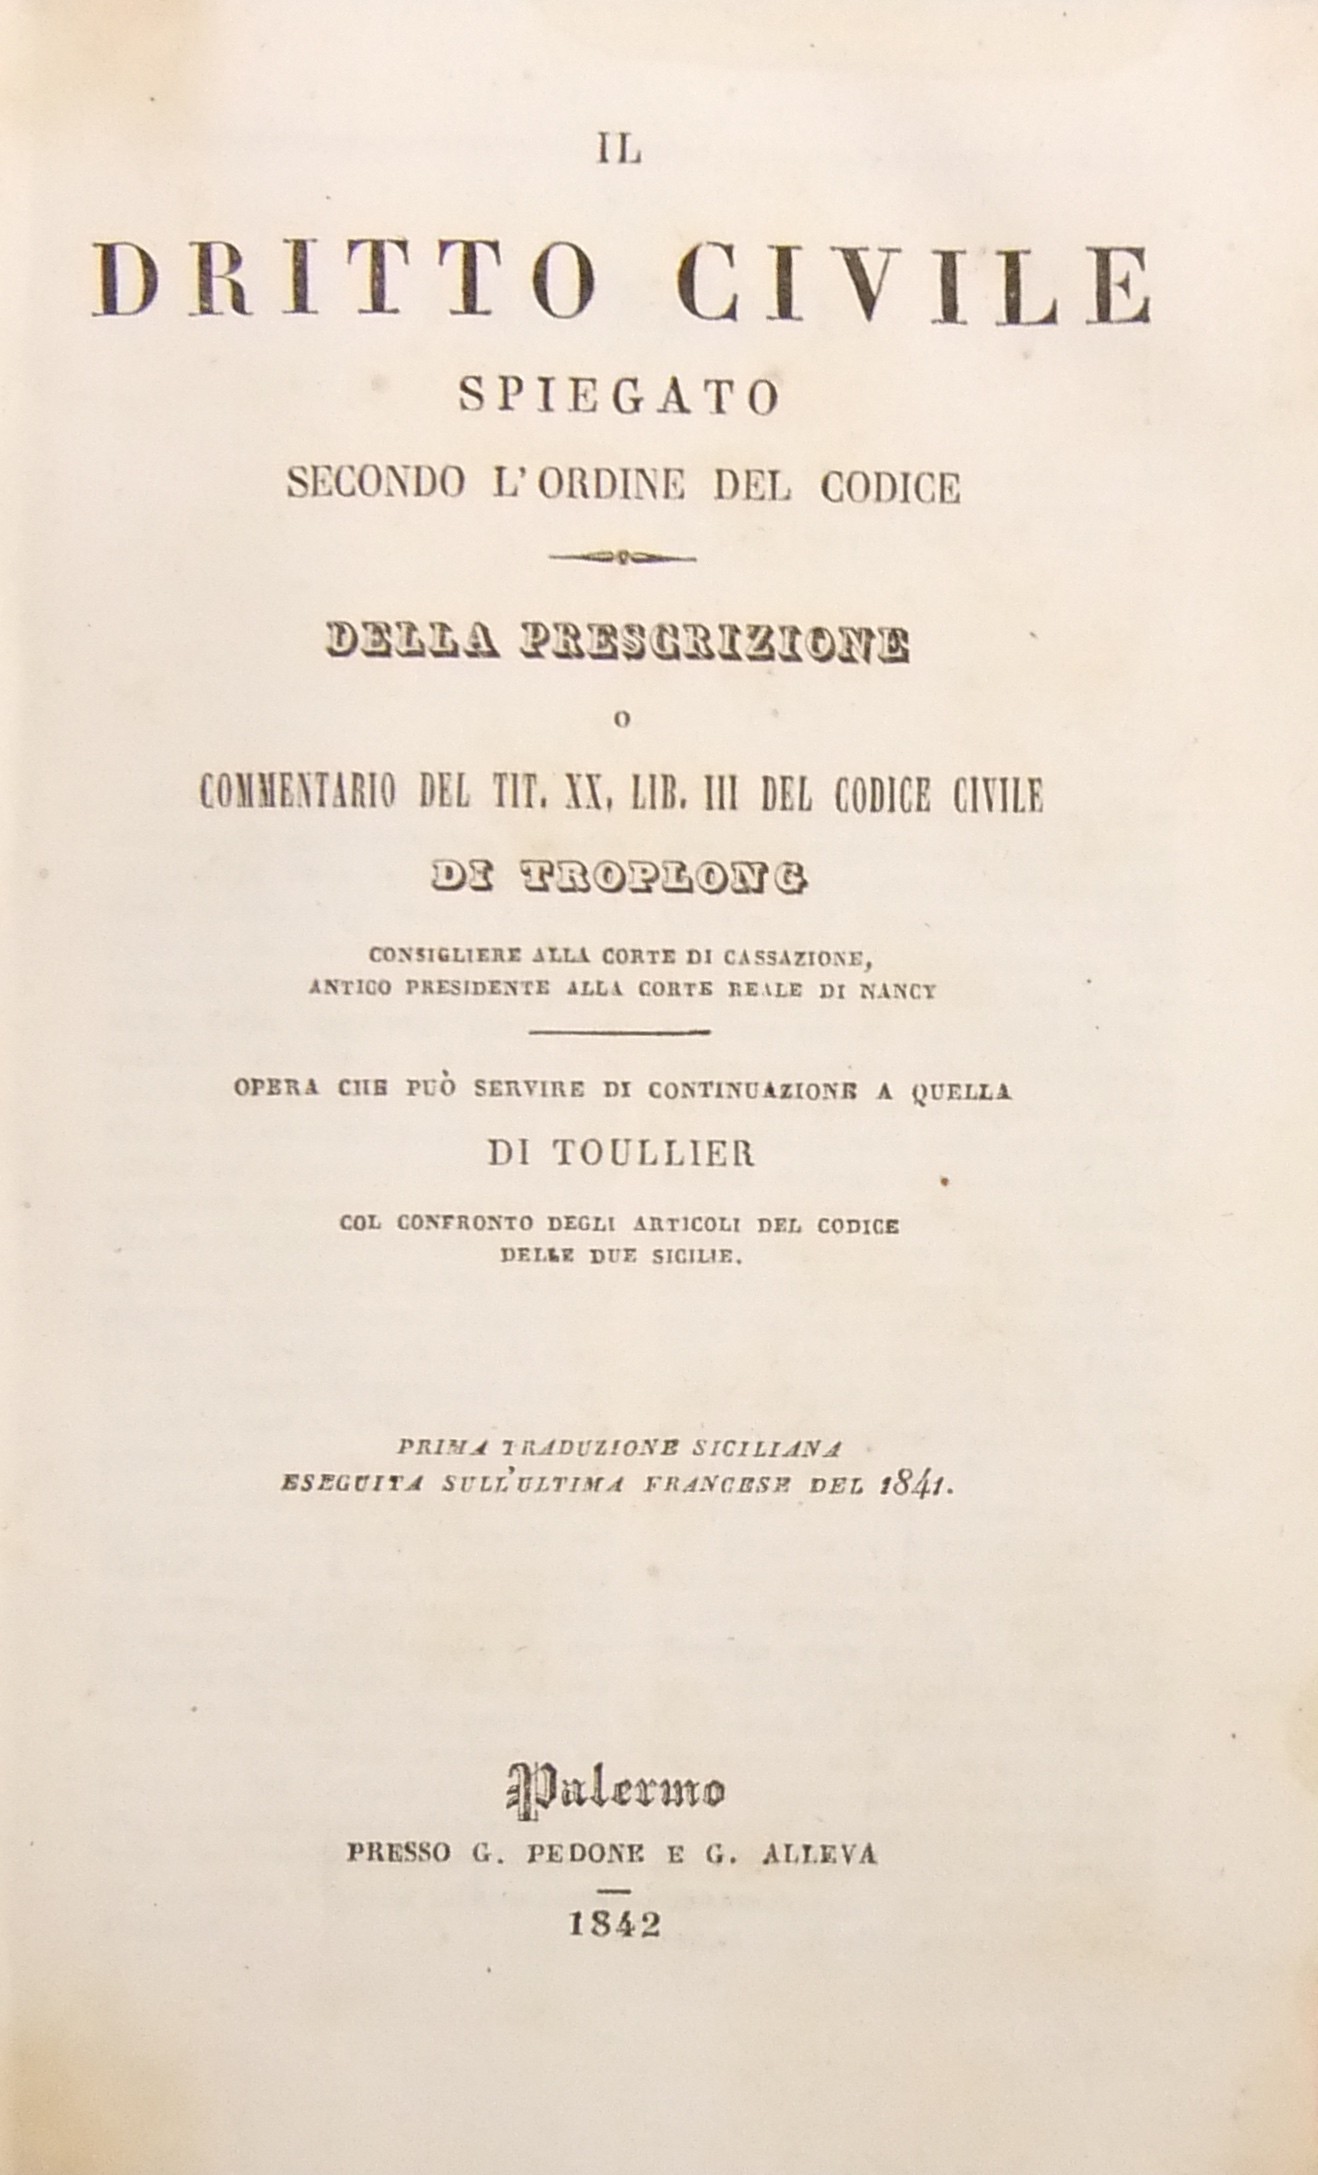 IL
DRITTO CIVILE
SPIEGATO
SECONDO L'ORDINE DEL CODICE
DELLA PRESCRIZIONE
O
COMMENTARIO DEL TIT. XX, LIB. III DEL CODICE CIVILE
DI TROPLONG
CONSIGLIERE ALLA CORTE DI CASSAZIONE,
ANTICO PRESIDENTE ALLA CORTE REALE DI NANCY
OPERA CHE PUÒ SERVIRE DI CONTINUAZIONE A QUELLA
DI TOULLIER
COL CONFRONTO DEGLI ARTICOLI DEL CODICE
DELLE DUE SICILIE.
PRIMA TRADUZIONE SICILIANA
ESEGUITA SULL'ULTIMA FRANCESE DEL 1841.
Palermo
PRESSO G. PEDONE E G. ALLEVA
1842